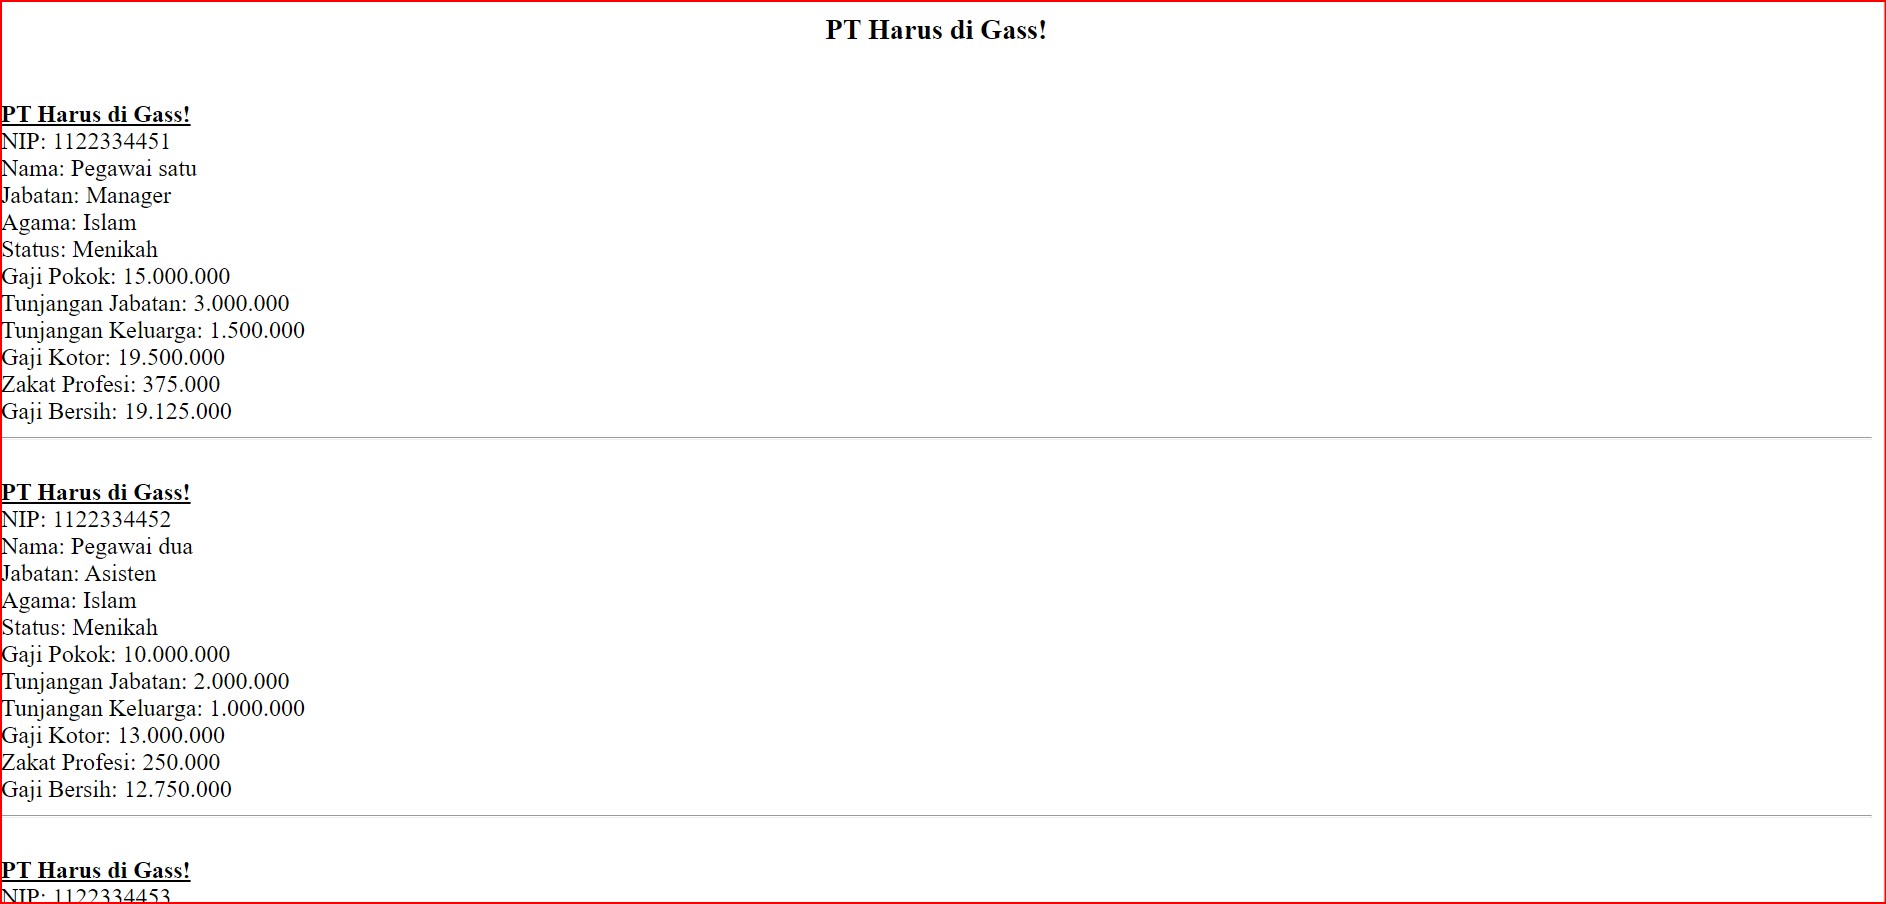 PT Harus di Gass!
PT Harus di Gass!
NIP: 1122334451
Nama: Pegawai satu
Jabatan: Manager
Agama: Islam
Status: Menikah
Gaji Pokok: 15.000.000
Tunjangan Jabatan: 3.000.000
Tunjangan Keluarga: 1.500.000
Gaji Kotor: 19.500.000
Zakat Profesi: 375.000
Gaji Bersih: 19.125.000
PT Harus di Gass!
NIP: 1122334452
Nama: Pegawai dua
Jabatan: Asisten
Agama: Islam
Status: Menikah
Gaji Pokok: 10.000.000
Tunjangan Jabatan: 2.000.000
Tunjangan Keluarga: 1.000.000
Gaji Kotor: 13.000.000
Zakat Profesi: 250.000
Gaji Bersih: 12.750.000
PT Harus di Gass!
NIP: 1122334453